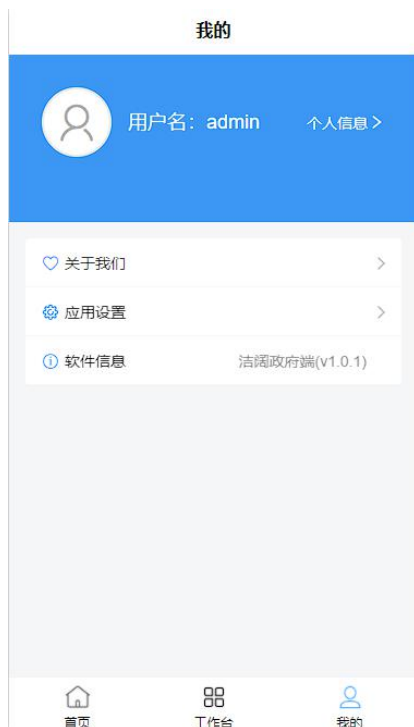 我的
用户名：admin 个人信息>
关于我们
应用设置
软件信息 洁阔政府端(v1.0.1)
首页 工作台 我的